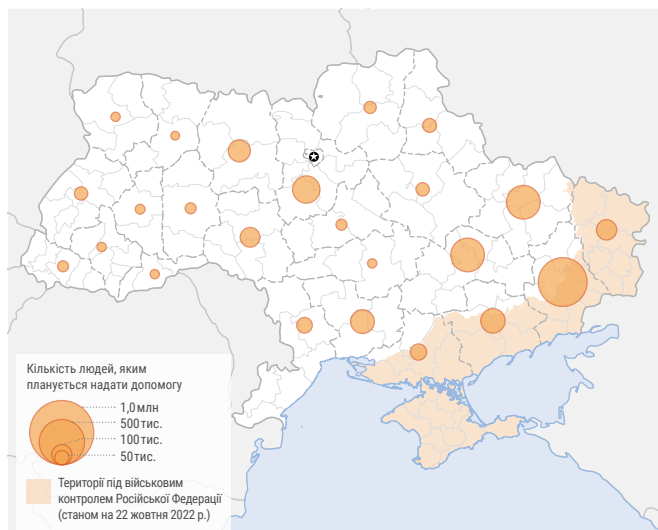 Кількість людей, яким
планується надати допомогу
1,0 млн
500 тис.
100 тис.
50 тис.
Території під військовим
контролем Російської Федерації
(станом на 22 жовтня 2022 р.)